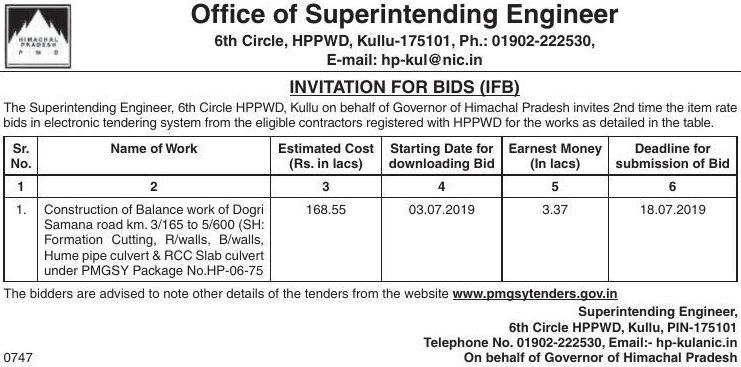 HIMACHAL
PRADESH
P W D
Office of Superintending Engineer
6th Circle, HPPWD, Kullu-175101, Ph.: 01902-222530,
E-mail: hp-kul@nic.in
INVITATION FOR BIDS (IFB)
The Superintending Engineer, 6th Circle HPPWD, Kullu on behalf of Governor of Himachal Pradesh invites 2nd time the item rate
bids in electronic tendering system from the eligible contractors registered with HPPWD for the works as detailed in the table.
Sr. No. Name of Work Estimated Cost (Rs. in lacs) Starting Date for downloading Bid Earnest Money (In lacs) Deadline for submission of Bid
1 2 3 4 5 6
1. Construction of Balance work of Dogri 168.55 03.07.2019 3.37 18.07.2019
Samana road km. 3/165 to 5/600 (SH:
Formation Cutting, R/walls, B/walls,
Hume pipe culvert & RCC Slab culvert
under PMGSY Package No.HP-06-75
The bidders are advised to note other details of the tenders from the website www.pmgsytenders.gov.in
Superintending Engineer,
6th Circle HPPWD, Kullu, PIN-175101
Telephone No. 01902-222530, Email:- hp-kulanic.in
0747 On behalf of Governor of Himachal Pradesh